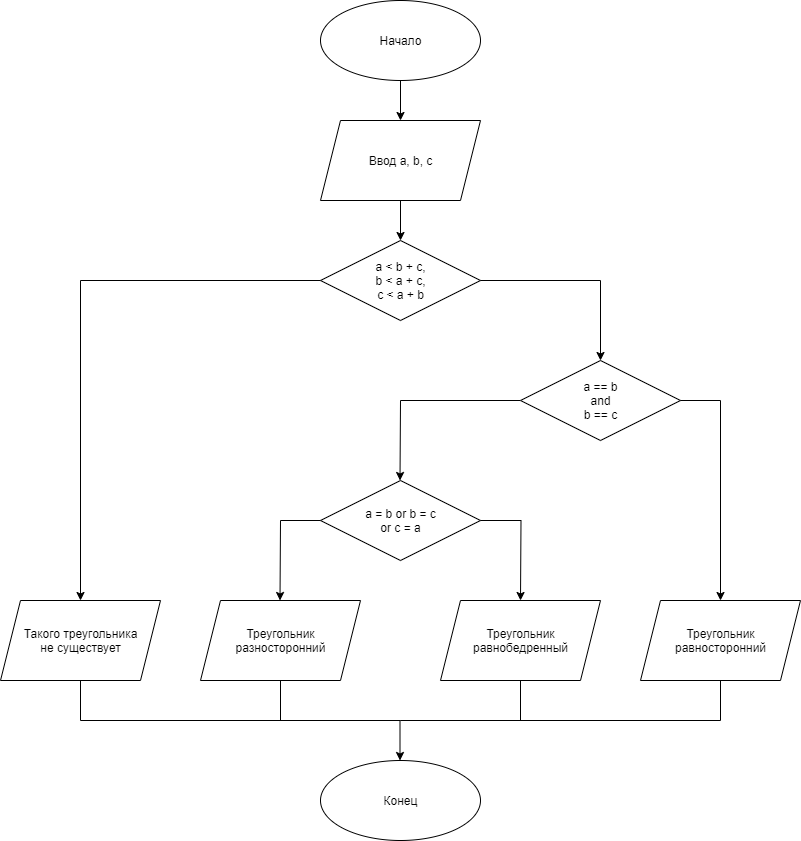 Начало
Ввод a, b, c
a < b + c,
b < a + c,
c < a + b
a == b
and
b == c
a = b or b = c
or c = a
Такого треугольника
не существует
Треугольник
разносторонний
Треугольник
равнобедренный
Треугольник
равносторонний
Конец